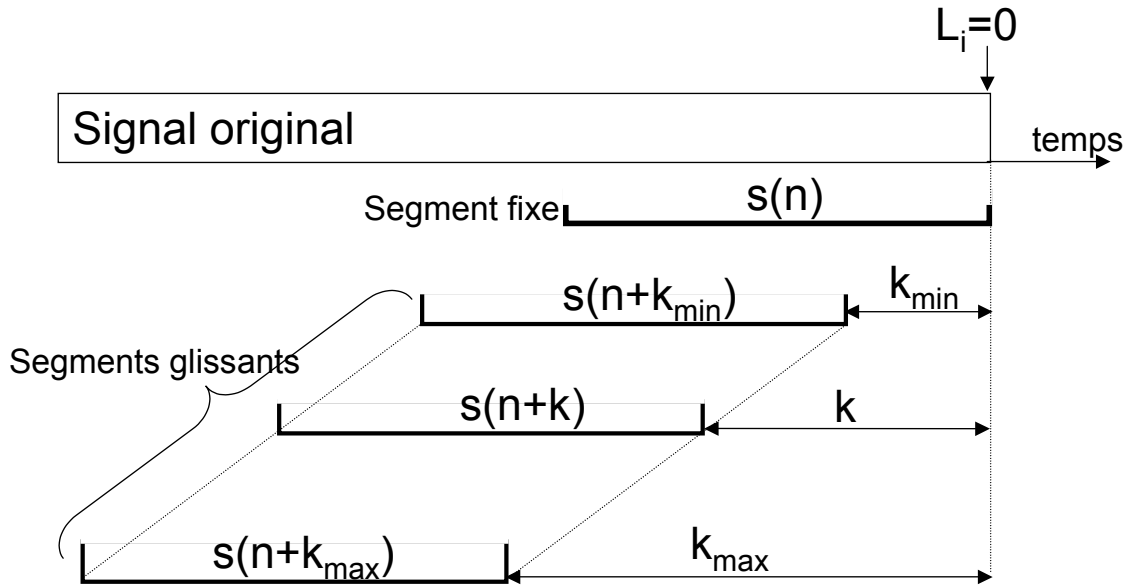 L_i=0
Signal original
temps
Segment fixe
s(n)
s(n+k_min)
k_min
Segments glissants
s(n+k)
k
s(n+k_max)
k_max